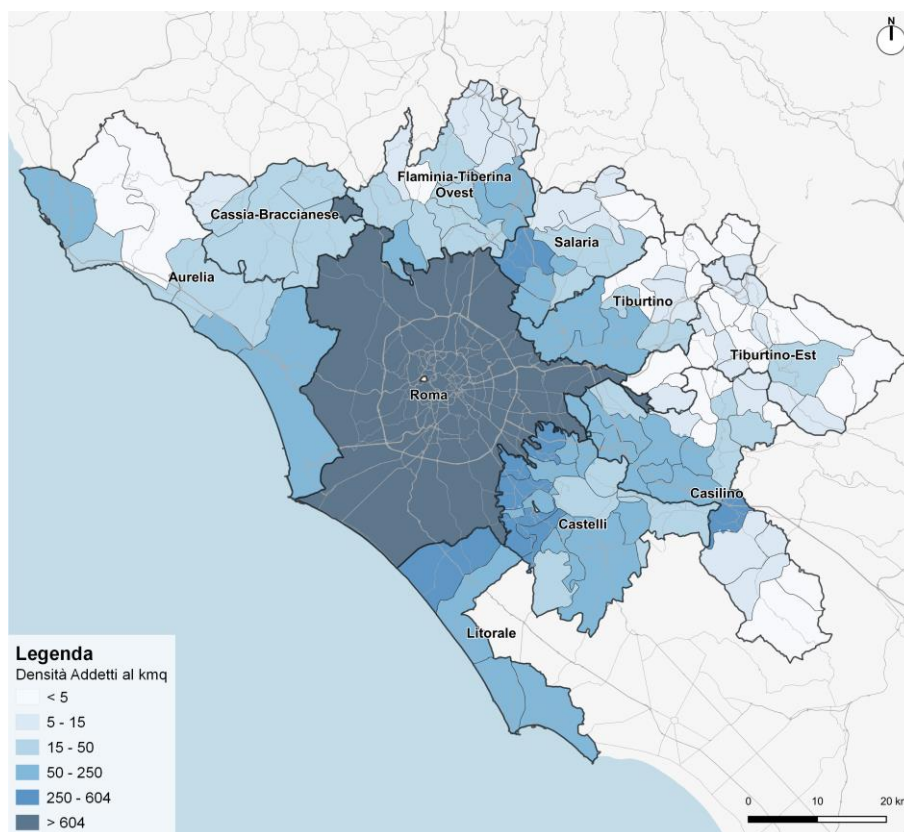 N
Flaminia-Tiberina
Ovest
Cassia-Braccianese
Salaria
Aurelia
Tiburtino
Tiburtino-Est
Roma
Casilino
Castelli
Litorale
Legenda
Densità Addetti al kmq
< 5
5 - 15
15 - 50
50 - 250
250 - 604
> 604
0 10 20 km